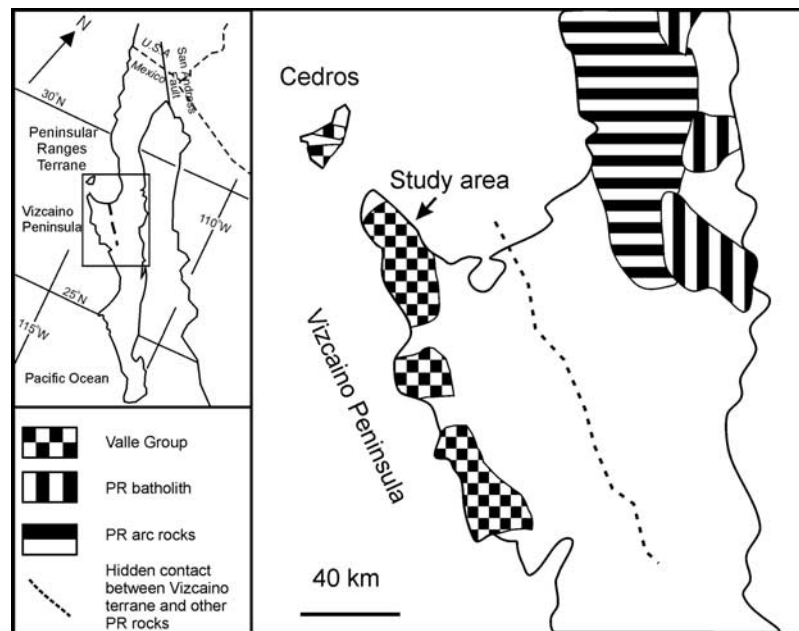 N
U.S.A
Mexico
San Andreas
Fault
30°N
Peninsular
Ranges
Terrane
110°W
Vizcaino
Peninsula
25°N
115°W
Pacific Ocean
Valle Group
PR batholith
PR arc rocks
Hidden contact
between Vizcaino
terrane and other
PR rocks
Cedros
Study area
Vizcaino Peninsula
40 km